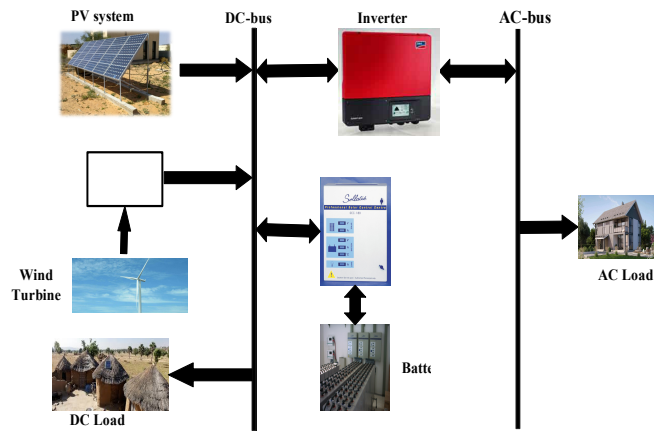 PV system
DC-bus
Inverter
AC-bus
Wind
Turbine
AC Load
Batte
DC Load